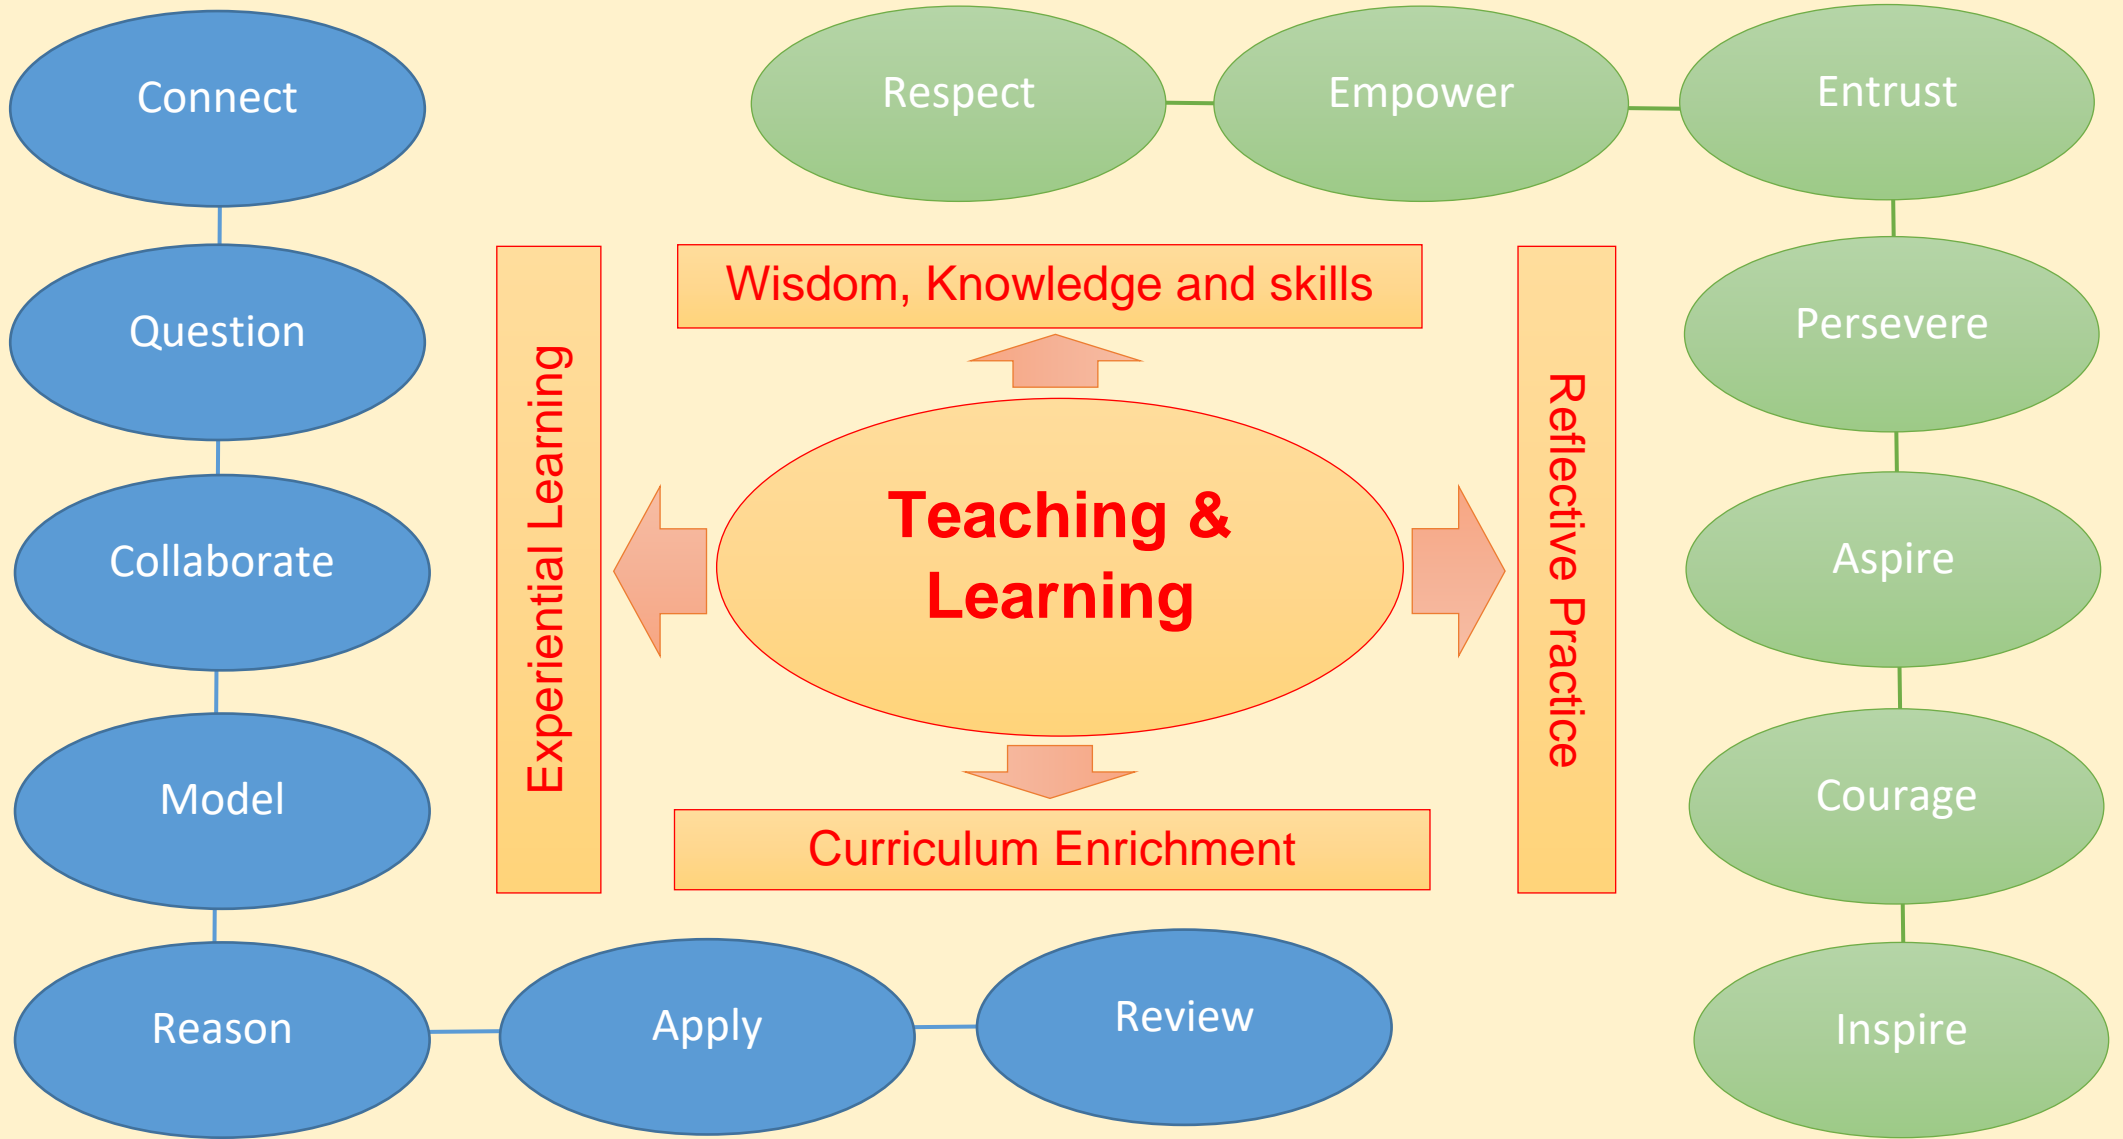 Connect
Question
Collaborate
Model
Reason
Apply
Review
Respect
Empower
Entrust
Persevere
Aspire
Courage
Inspire
Experiential Learning
Wisdom, Knowledge and skills
Teaching &
Learning
Curriculum Enrichment
Reflective Practice